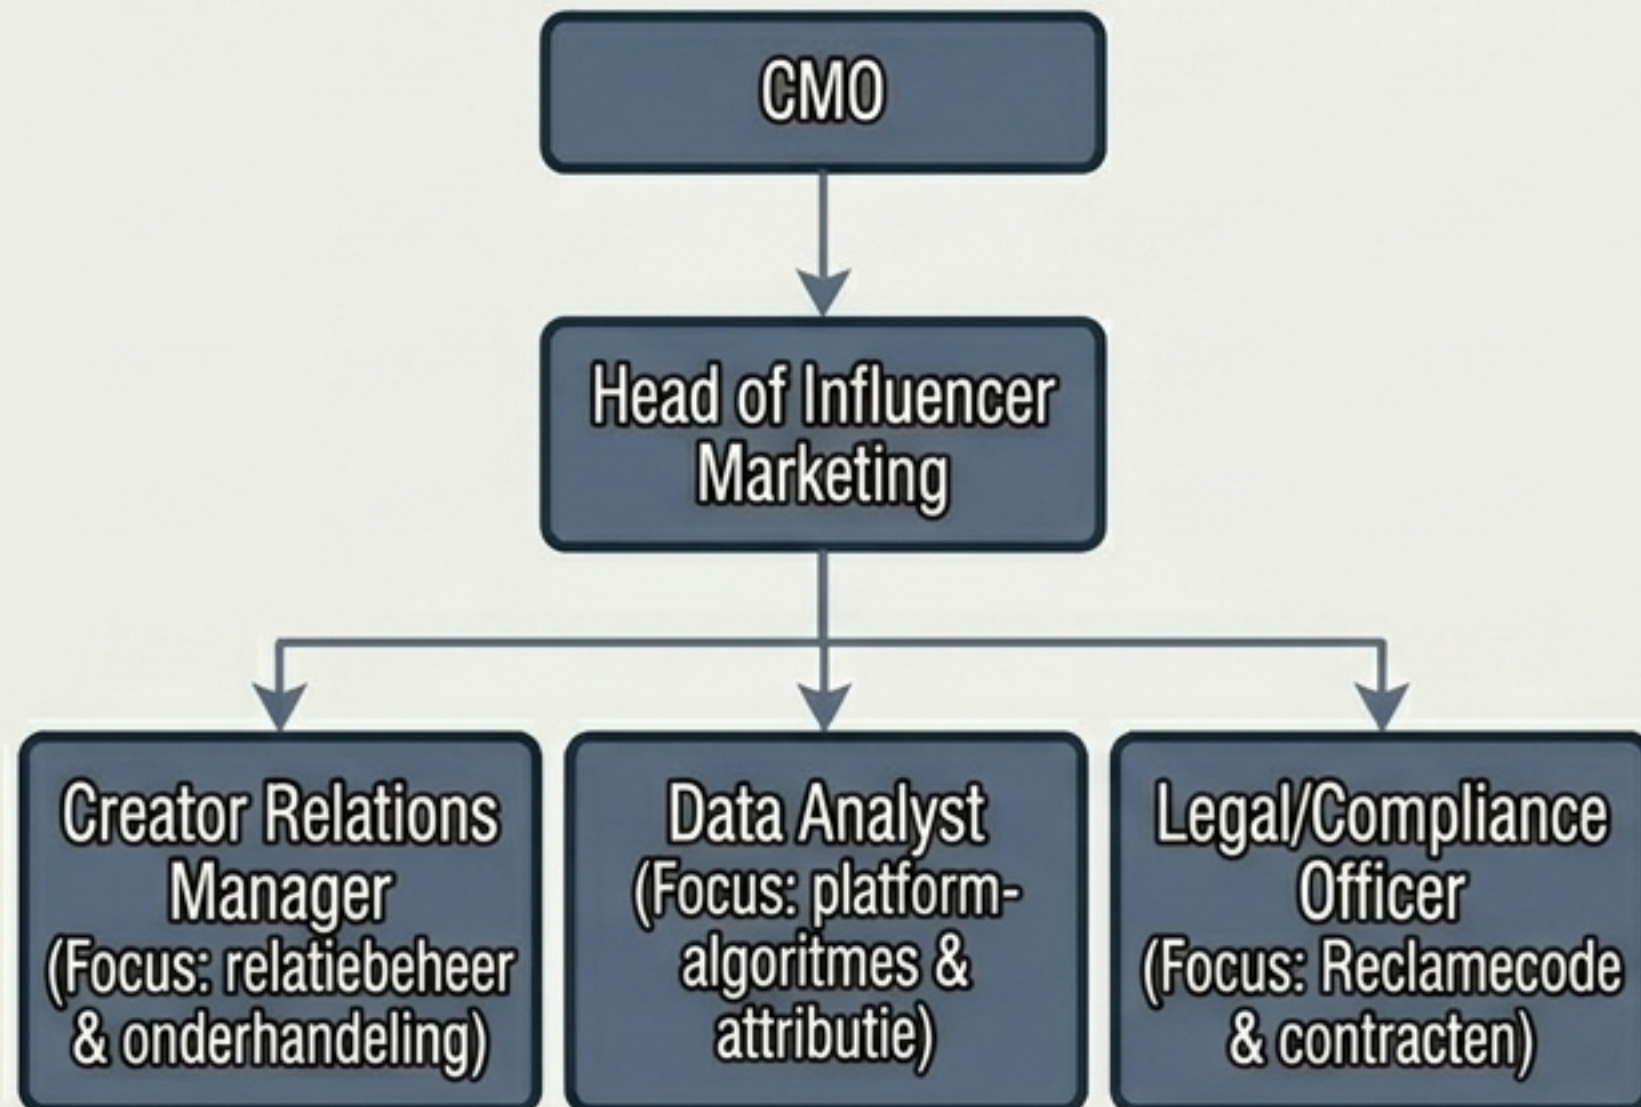 CMO
Head of Influencer
Marketing
Creator Relations
Manager
(Focus: relatiebeheer
& onderhandeling)
Data Analyst
(Focus: platform-
algoritmes &
attributie)
Legal/Compliance
Officer
(Focus: Reclamecode
& contracten)